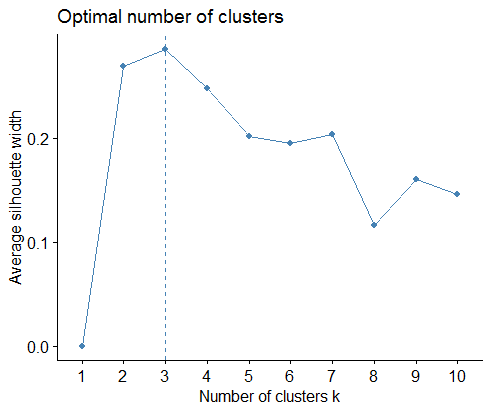 Optimal number of clusters
Average silhouette width
0.2
0.1
0.0
1 2 3 4 5 6 7 8 9 10
Number of clusters k